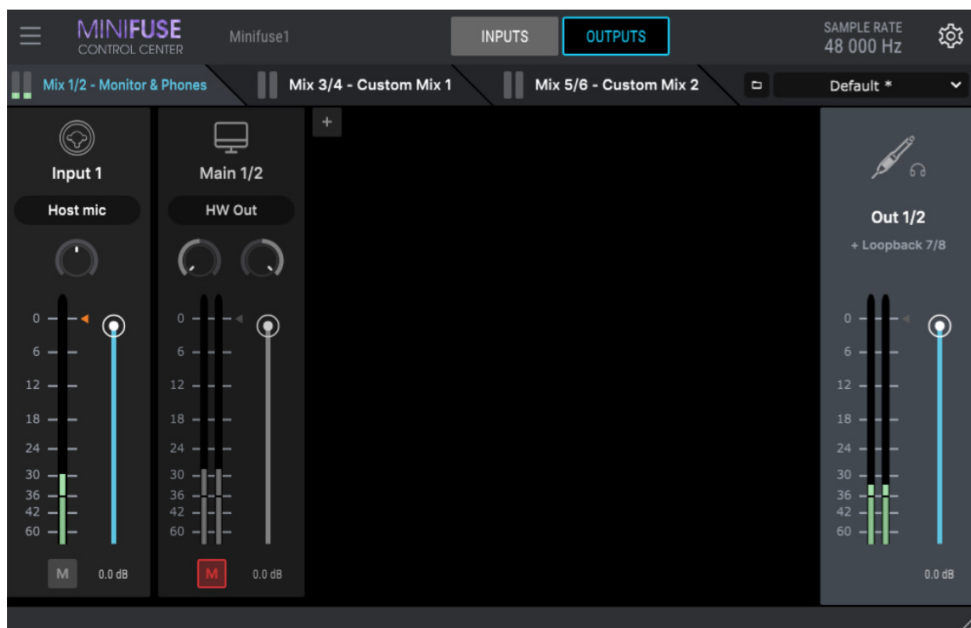 MINIFUSE
CONTROL CENTER
Minifuse1
INPUTS
OUTPUTS
SAMPLE RATE
48 000 Hz
Mix 1/2 - Monitor & Phones
Mix 3/4 - Custom Mix 1
Mix 5/6 - Custom Mix 2
Default *
Input 1
Host mic
0
6
12
18
24
30
36
42
60
M
0.0 dB
Main 1/2
HW Out
0
6
12
18
24
30
36
42
60
M
0.0 dB
+
Out 1/2
+ Loopback 7/8
0
6
12
18
24
30
36
42
60
0.0 dB